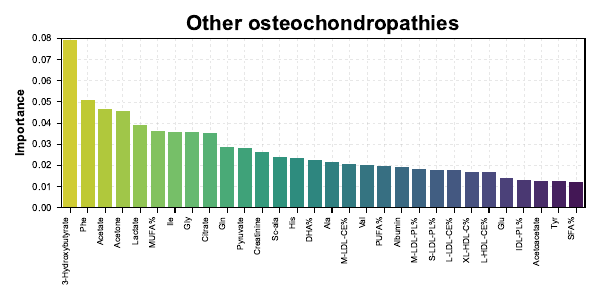 Other osteochondropathies
Importance
0.08
0.07
0.06
0.05
0.04
0.03
0.02
0.01
0.00
3-Hydroxybutyrate
Phe
Acetate
Acetone
Lactate
MUFA%
Ile
Gly
Citrate
Gln
Pyruvate
Creatinine
Sc-ala
His
DHA%
Ala
M-LDL-CE%
Val
PUFA%
Albumin
M-LDL-PL%
S-LDL-PL%
L-LDL-CE%
XL-HDL-C%
L-HDL-CE%
Glu
IDL-PL%
Acetoacetate
Tyr
SFA%